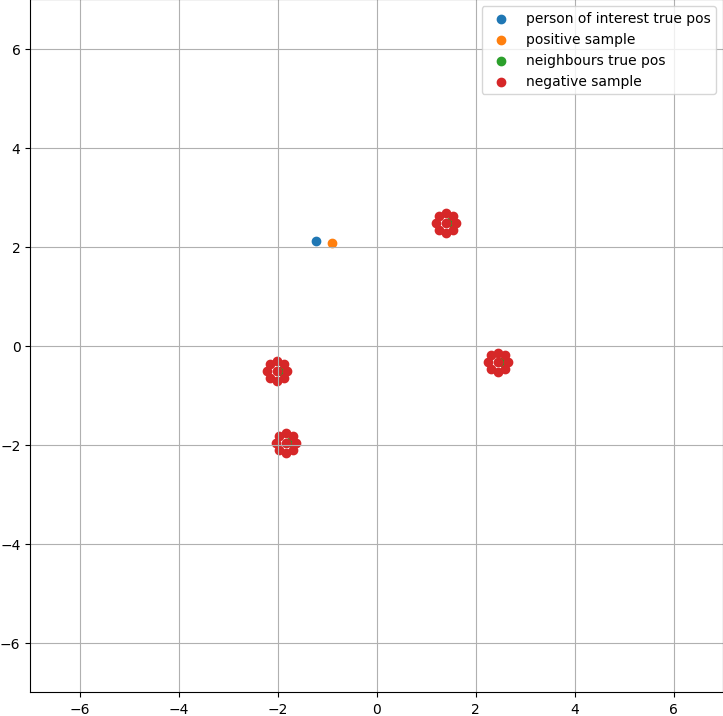 person of interest true pos
positive sample
neighbours true pos
negative sample
6
4
2
0
−2
−4
−6
−6 −4 −2 0 2 4 6